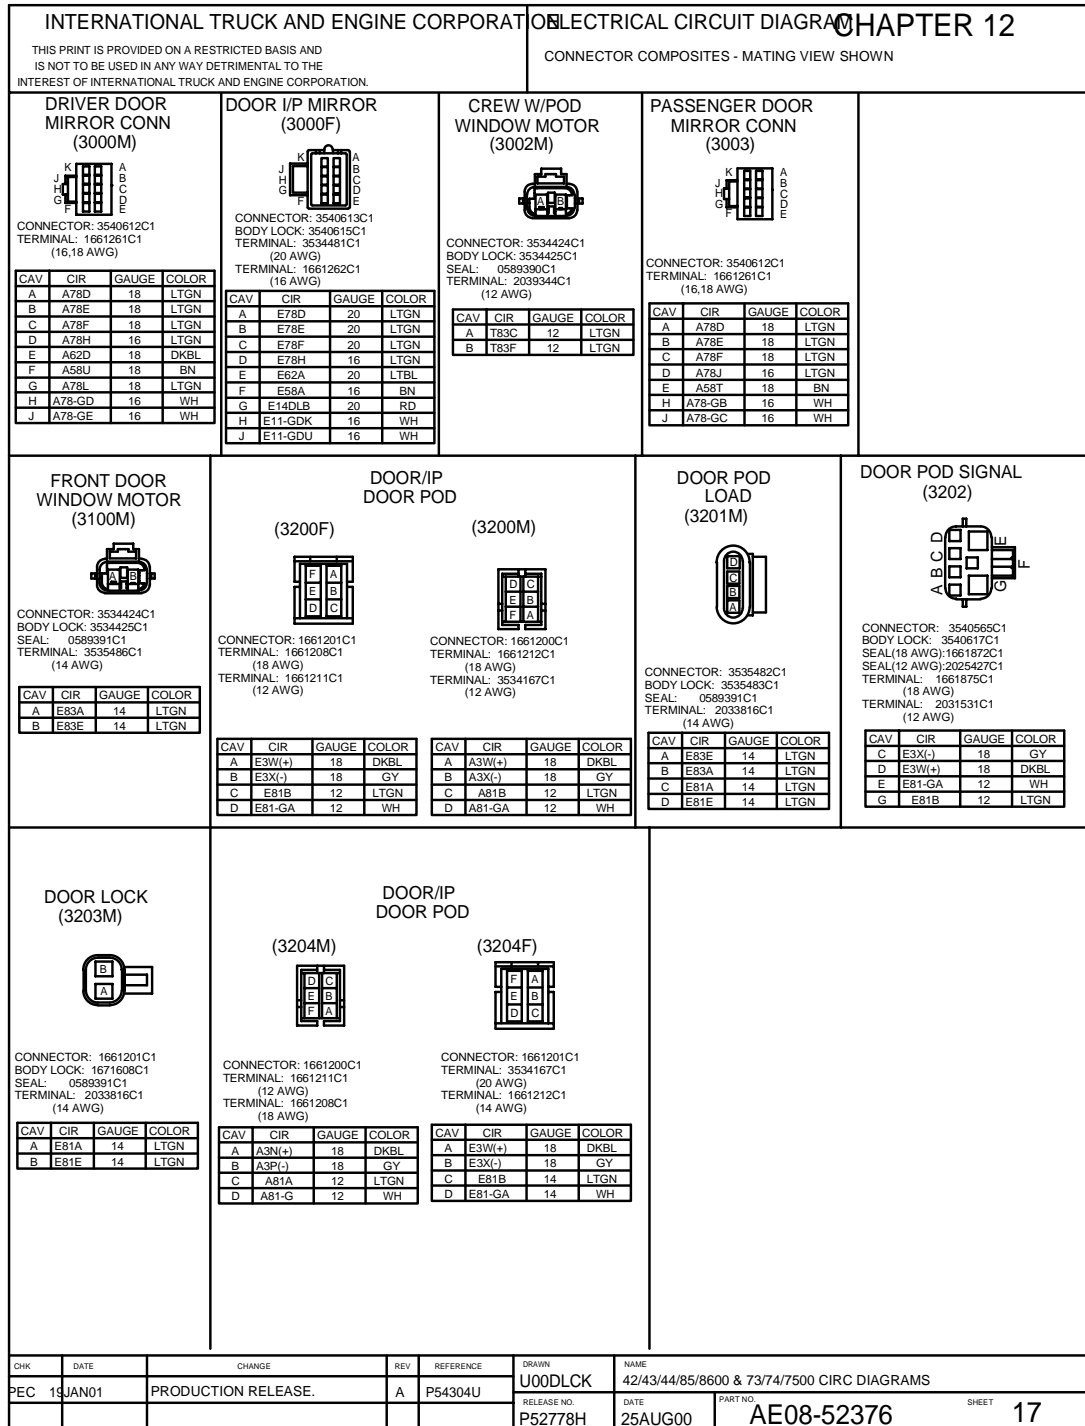 INTERNATIONAL TRUCK AND ENGINE CORPORATION
THIS PRINT IS PROVIDED ON A RESTRICTED BASIS AND
IS NOT TO BE USED IN ANY WAY DETRIMENTAL TO THE
INTEREST OF INTERNATIONAL TRUCK AND ENGINE CORPORATION.
ELECTRICAL CIRCUIT DIAGRAM
CHAPTER 12
CONNECTOR COMPOSITES - MATING VIEW SHOWN
DRIVER DOOR
MIRROR CONN
(3000M)
K A
J B
H C
G D
F E
CONNECTOR: 3540612C1
TERMINAL: 1661261C1
(16,18 AWG)
CAV CIR GAUGE COLOR
A A78D 18 LTGN
B A78E 18 LTGN
C A78F 18 LTGN
D A78H 16 LTGN
E A62D 18 DKBL
F A58U 18 BN
G A78L 18 LTGN
H A78-GD 16 WH
J A78-GE 16 WH
DOOR I/P MIRROR
(3000F)
K A
J B
H C
G D
F E
CONNECTOR: 3540613C1
BODY LOCK: 3540615C1
TERMINAL: 3534481C1
(20 AWG)
TERMINAL: 1661262C1
(16 AWG)
CAV CIR GAUGE COLOR
A E78D 20 LTGN
B E78E 20 LTGN
C E78F 20 LTGN
D E78H 16 LTGN
E E62A 20 LTBL
F E58A 16 BN
G E14DLB 20 RD
H E11-GDK 16 WH
J E11-GDU 16 WH
CREW W/POD
WINDOW MOTOR
(3002M)
A B
CONNECTOR: 3534424C1
BODY LOCK: 3534425C1
SEAL: 0589390C1
TERMINAL: 2039344C1
(12 AWG)
CAV CIR GAUGE COLOR
A T83C 12 LTGN
B T83F 12 LTGN
PASSENGER DOOR
MIRROR CONN
(3003)
K A
J B
H C
G D
F E
CONNECTOR: 3540612C1
TERMINAL: 1661261C1
(16,18 AWG)
CAV CIR GAUGE COLOR
A A78D 18 LTGN
B A78E 18 LTGN
C A78F 18 LTGN
D A78J 16 LTGN
E A58T 18 BN
H A78-GB 16 WH
J A78-GC 16 WH
FRONT DOOR
WINDOW MOTOR
(3100M)
A B
CONNECTOR: 3534424C1
BODY LOCK: 3534425C1
SEAL: 0589391C1
TERMINAL: 3535486C1
(14 AWG)
CAV CIR GAUGE COLOR
A E83A 14 LTGN
B E83E 14 LTGN
DOOR/IP
DOOR POD
(3200F)
F A
E B
D C
CONNECTOR: 1661201C1
TERMINAL: 1661208C1
(18 AWG)
TERMINAL: 1661211C1
(12 AWG)
CAV CIR GAUGE COLOR
A E3W(+) 18 DKBL
B E3X(-) 18 GY
C E81B 12 LTGN
D E81-GA 12 WH
(3200M)
D C
E B
F A
CONNECTOR: 1661200C1
TERMINAL: 1661212C1
(18 AWG)
TERMINAL: 3534167C1
(12 AWG)
CAV CIR GAUGE COLOR
A A3W(+) 18 DKBL
B A3X(-) 18 GY
C A81B 12 LTGN
D A81-GA 12 WH
DOOR POD
LOAD
(3201M)
D
C
B
A
CONNECTOR: 3535482C1
BODY LOCK: 3535483C1
SEAL: 0589391C1
TERMINAL: 2033816C1
(14 AWG)
CAV CIR GAUGE COLOR
A E83E 14 LTGN
B E83A 14 LTGN
C E81A 14 LTGN
D E81E 14 LTGN
DOOR POD SIGNAL
(3202)
A B C D
G E
F
CONNECTOR: 3540565C1
BODY LOCK: 3540617C1
SEAL(18 AWG):1661872C1
SEAL(12 AWG):2025427C1
TERMINAL: 1661875C1
(18 AWG)
TERMINAL: 2031531C1
(12 AWG)
CAV CIR GAUGE COLOR
C E3X(-) 18 GY
D E3W(+) 18 DKBL
E E81-GA 12 WH
G E81B 12 LTGN
DOOR LOCK
(3203M)
B
A
CONNECTOR: 1661201C1
BODY LOCK: 1671608C1
SEAL: 0589391C1
TERMINAL: 2033816C1
(14 AWG)
CAV CIR GAUGE COLOR
A E81A 14 LTGN
B E81E 14 LTGN
DOOR/IP
DOOR POD
(3204M)
D C
E B
F A
CONNECTOR: 1661200C1
TERMINAL: 1661211C1
(12 AWG)
TERMINAL: 1661208C1
(18 AWG)
CAV CIR GAUGE COLOR
A A3N(+) 18 DKBL
B A3P(-) 18 GY
C A81A 12 LTGN
D A81-G 12 WH
(3204F)
F A
E B
D C
CONNECTOR: 1661201C1
TERMINAL: 3534167C1
(20 AWG)
TERMINAL: 1661212C1
(14 AWG)
CAV CIR GAUGE COLOR
A E3W(+) 18 DKBL
B E3X(-) 18 GY
C E81B 14 LTGN
D E81-GA 14 WH
CHK DATE CHANGE REV REFERENCE
PEC 19JAN01 PRODUCTION RELEASE. A P54304U
DRAWN
U00DLCK
NAME
42/43/44/85/8600 & 73/74/7500 CIRC DIAGRAMS
RELEASE NO.
P52778H
DATE
25AUG00
PART NO.
AE08-52376
SHEET 17